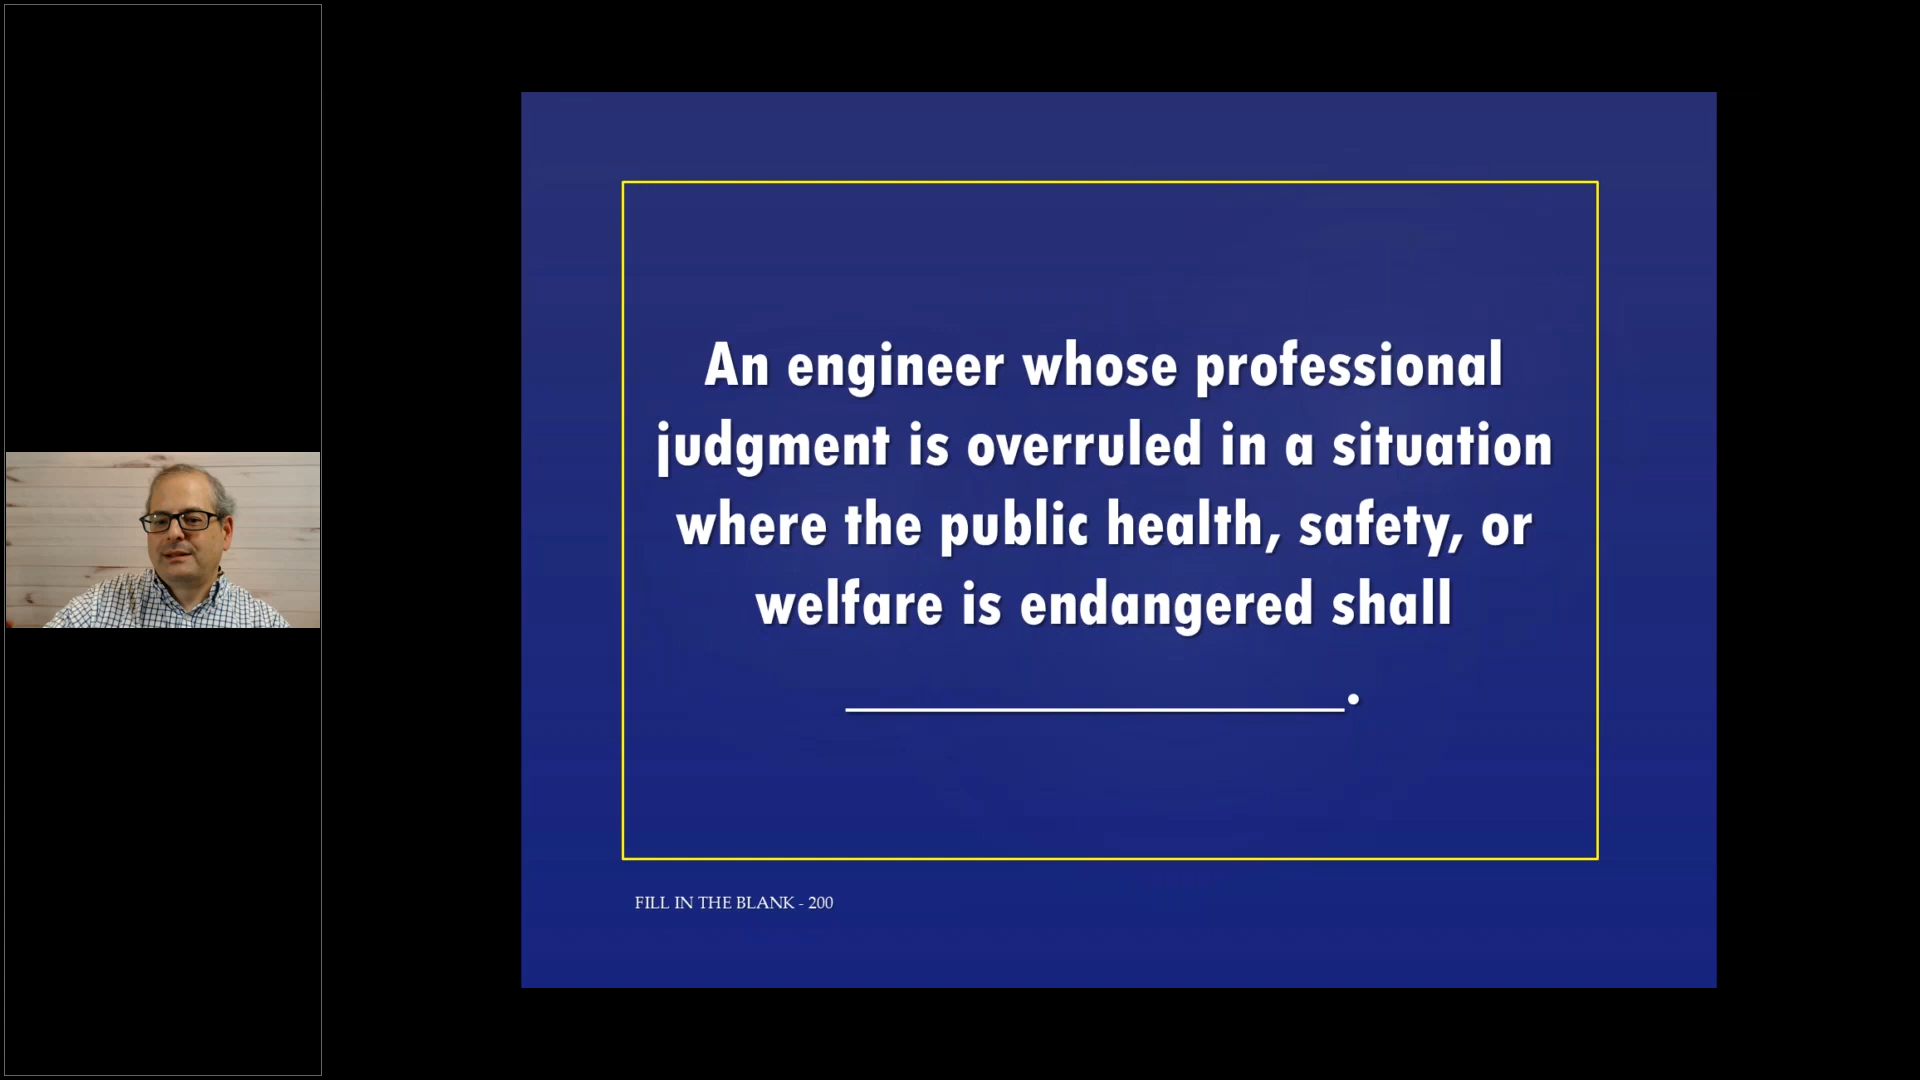 An engineer whose professional
judgment is overruled in a situation
where the public health, safety, or
welfare is endangered shall
____________________.
FILL IN THE BLANK - 200